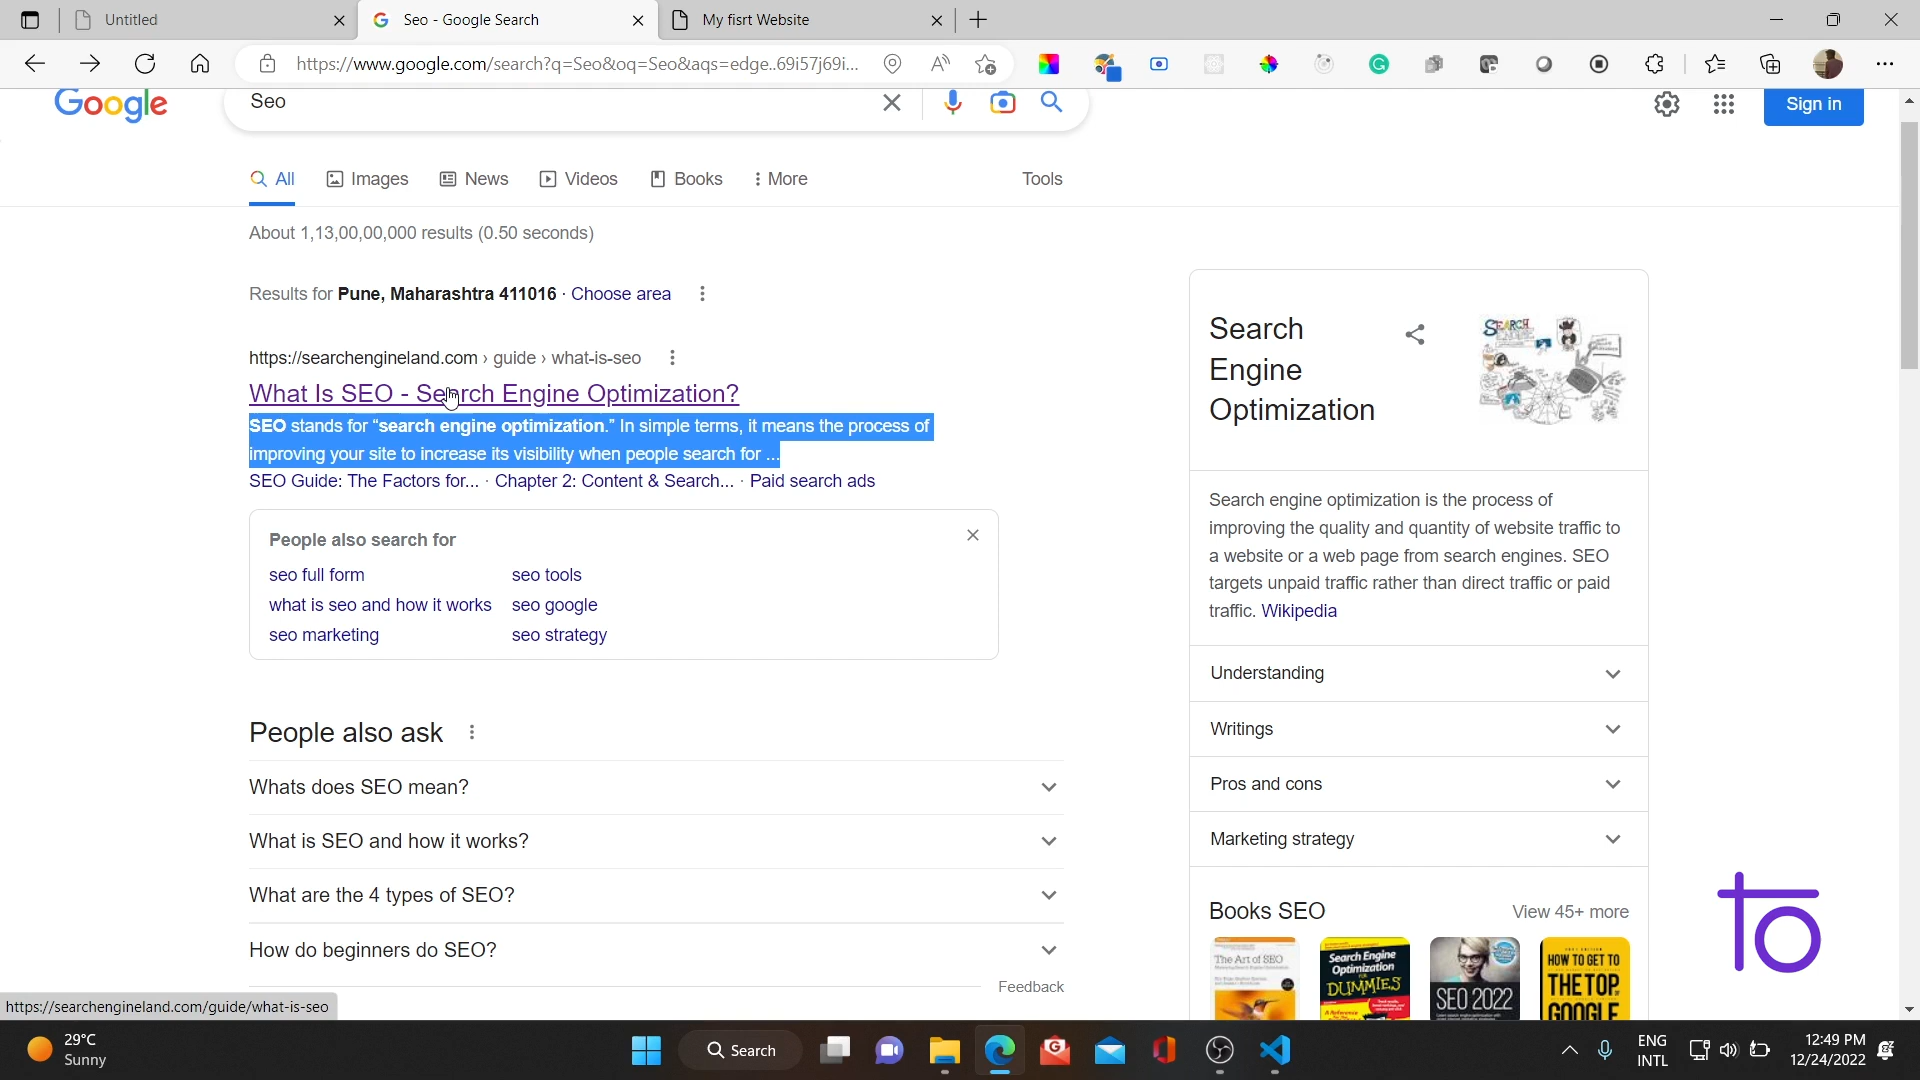 Untitled
Seo - Google Search
My fisrt Website
https://www.google.com/search?q=Seo&oq=Seo&aqs=edge..69i57j69i...
Google
Seo
Sign in
All
Images
News
Videos
Books
More
Tools
About 1,13,00,00,000 results (0.50 seconds)
Results for Pune, Maharashtra 411016 · Choose area
https://searchengineland.com › guide › what-is-seo
What Is SEO - Search Engine Optimization?
SEO stands for “search engine optimization.” In simple terms, it means the process of
improving your site to increase its visibility when people search for ...
SEO Guide: The Factors for... · Chapter 2: Content & Search... · Paid search ads
People also search for
seo full form
seo tools
what is seo and how it works
seo google
seo marketing
seo strategy
People also ask
Whats does SEO mean?
What is SEO and how it works?
What are the 4 types of SEO?
How do beginners do SEO?
Feedback
Search
Engine
Optimization
SEARCH
Search engine optimization is the process of
improving the quality and quantity of website traffic to
a website or a web page from search engines. SEO
targets unpaid traffic rather than direct traffic or paid
traffic. Wikipedia
Understanding
Writings
Pros and cons
Marketing strategy
Books SEO
View 45+ more
The Art of SEO
Search Engine
Optimization
DUMMIES
SEO 2022
HOW TO GET TO
THE TOP
GOOGLE
to
https://searchengineland.com/guide/what-is-seo
29°C
Sunny
Search
ENG
INTL
12:49 PM
12/24/2022